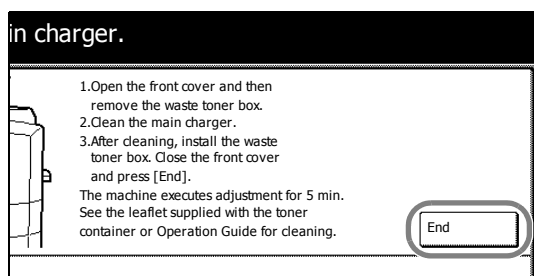 in charger.
1.Open the front cover and then
remove the waste toner box.
2.Clean the main charger.
3.After cleaning, install the waste
toner box. Close the front cover
and press [End].
The machine executes adjustment for 5 min.
See the leaflet supplied with the toner
container or Operation Guide for cleaning.
End